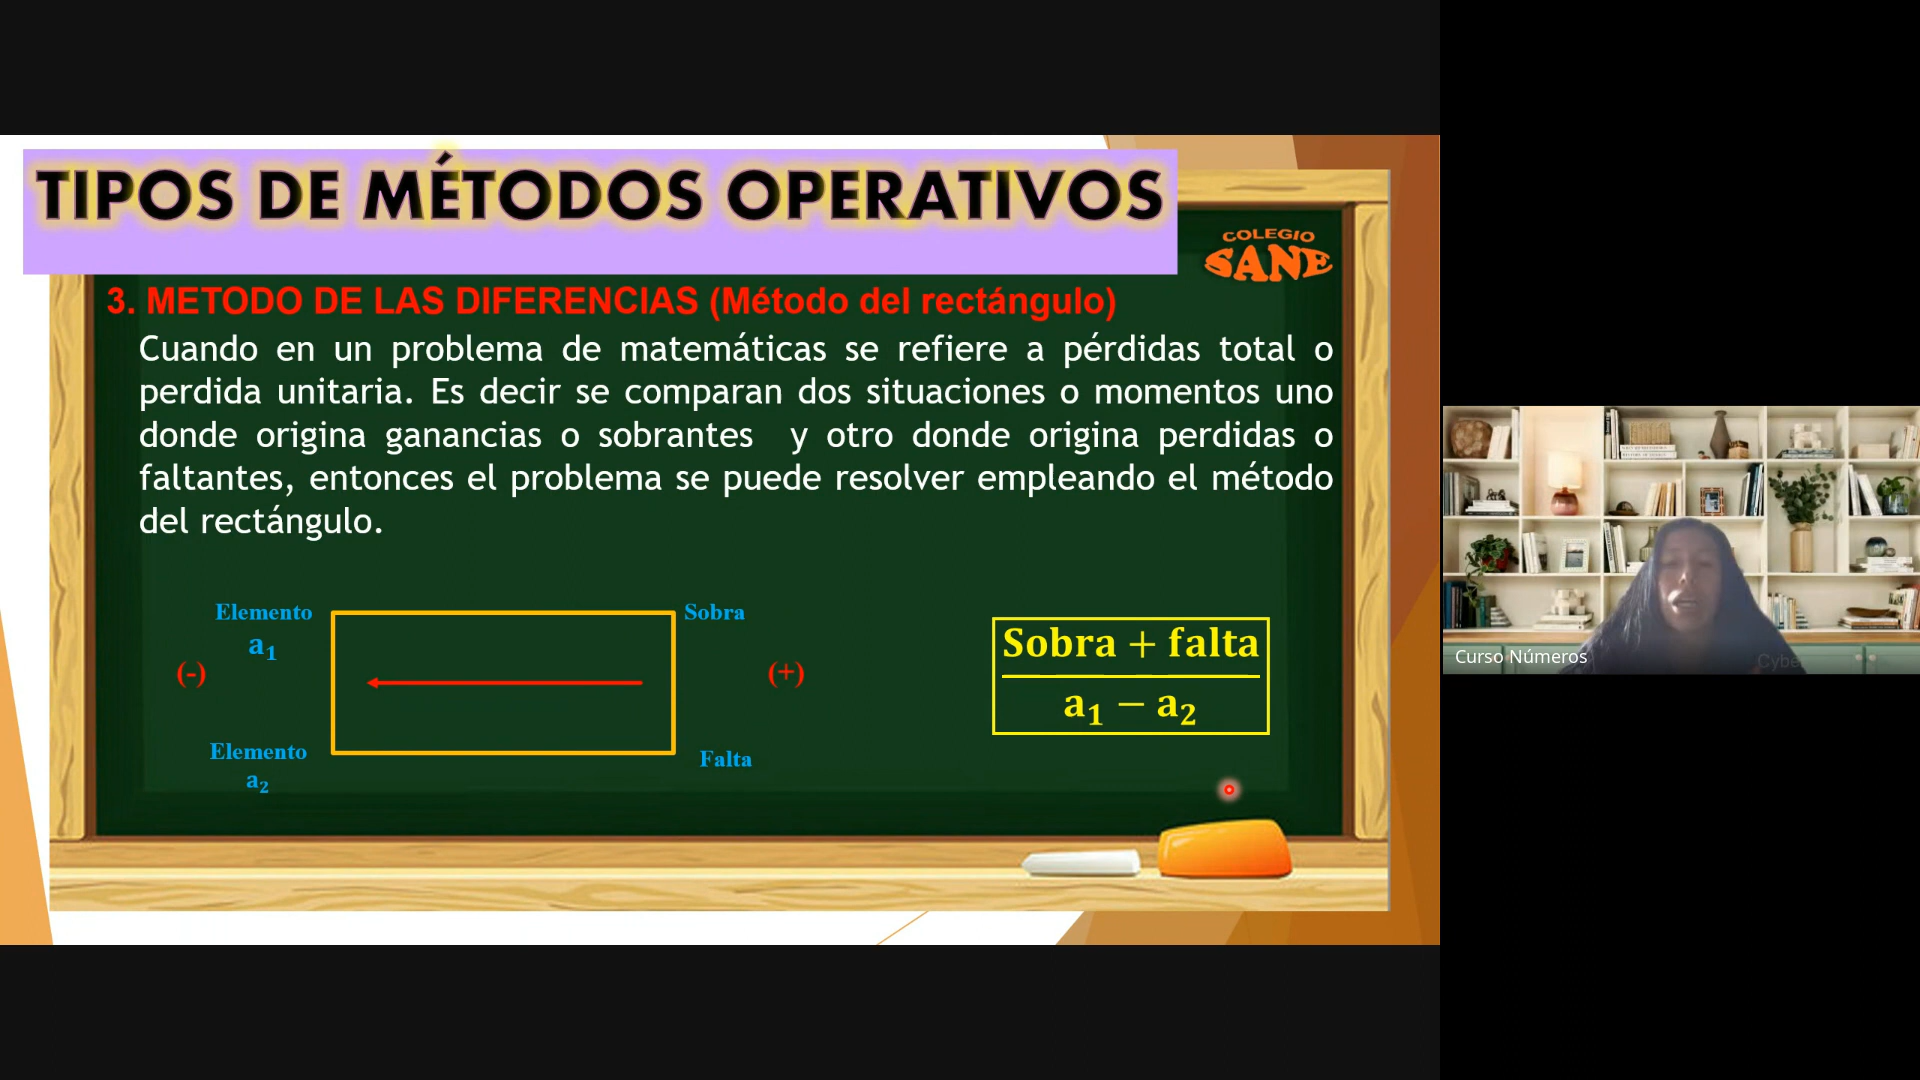 TIPOS DE MÉTODOS OPERATIVOS
COLEGIO
SANE
3. METODO DE LAS DIFERENCIAS (Método del rectángulo)
Cuando en un problema de matemáticas se refiere a pérdidas total o
perdida unitaria. Es decir se comparan dos situaciones o momentos uno
donde origina ganancias o sobrantes y otro donde origina perdidas o
faltantes, entonces el problema se puede resolver empleando el método
del rectángulo.
Elemento
a₁
Sobra
(-)
(+)
Elemento
a₂
Falta
Sobra + falta
a₁ − a₂
Curso Números